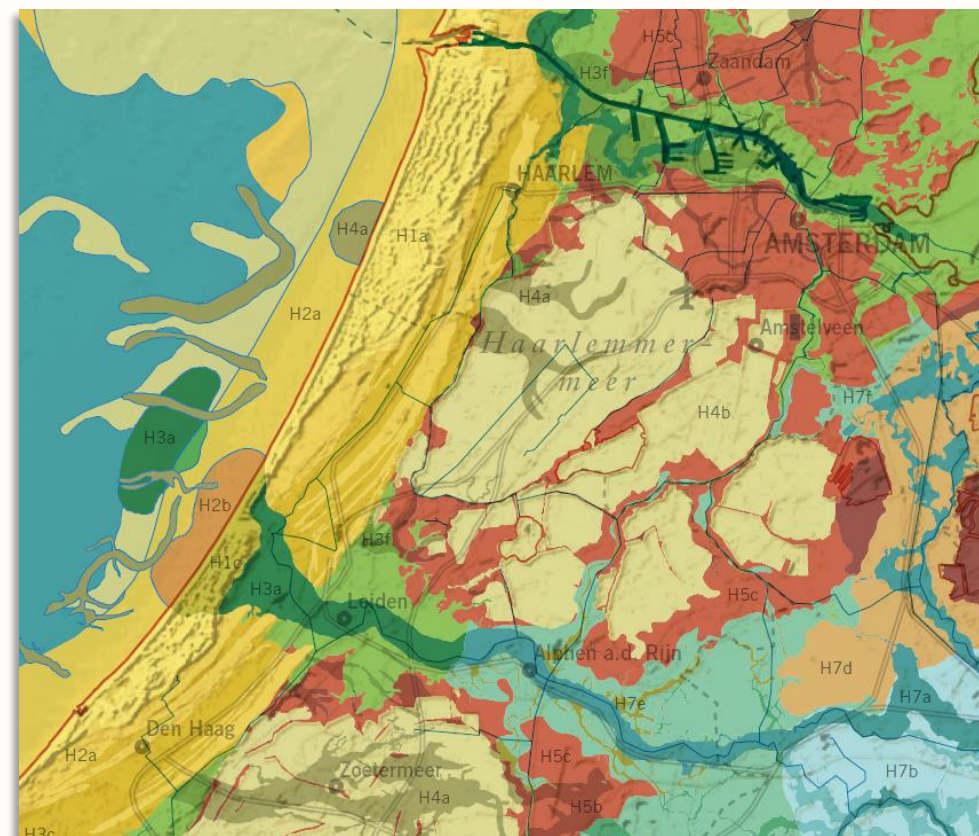 H5c
Zaandam
H3f
HAARLEM
H4a
H1a
AMSTERDAM
H4a
H2a
Haarlemmer-
meer
Amstelveen
H7f
H4b
H3a
H2b
H3f
H1c
H3a
Leiden
H5c
Alphen a.d. Rijn
H7d
H7e
H7a
Den Haag
H2a
H5c
Zoetermeer
H7b
H4a
H5b
H3c